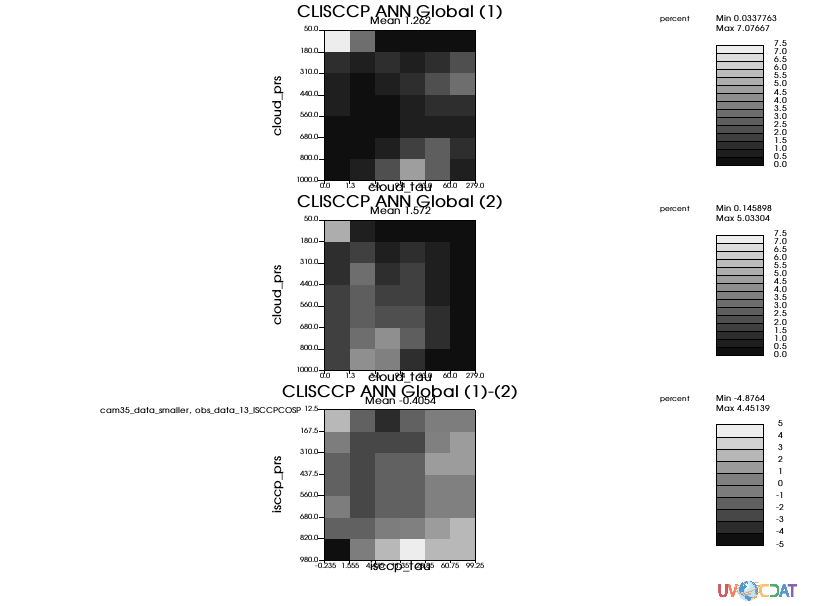 CLISCCP ANN Global (1)
Mean 1.262
percent
Min 0.0337763
Max 7.07667
50.0
180.0
310.0
440.0
560.0
680.0
800.0
1000.0
cloud_prs
0.0 1.3 9.4 60.0 279.0
cloud_tau
7.5
7.0
6.5
6.0
5.5
5.0
4.5
4.0
3.5
3.0
2.5
2.0
1.5
1.0
0.5
0.0
CLISCCP ANN Global (2)
Mean 1.572
percent
Min 0.145898
Max 5.03304
50.0
180.0
310.0
440.0
560.0
680.0
800.0
1000.0
cloud_prs
0.0 1.3 9.4 60.0 279.0
cloud_tau
7.5
7.0
6.5
6.0
5.5
5.0
4.5
4.0
3.5
3.0
2.5
2.0
1.5
1.0
0.5
0.0
CLISCCP ANN Global (1)-(2)
Mean -0.4054
percent
Min -4.8764
Max 4.45139
cam35_data_smaller, obs_data_13_ISCCPCOSP
12.5
167.5
310.0
437.5
560.0
680.0
820.0
980.0
isccp_prs
-0.235 1.555 60.75 99.25
isccp_tau
5
4
3
2
1
0
-1
-2
-3
-4
-5
UV CDAT